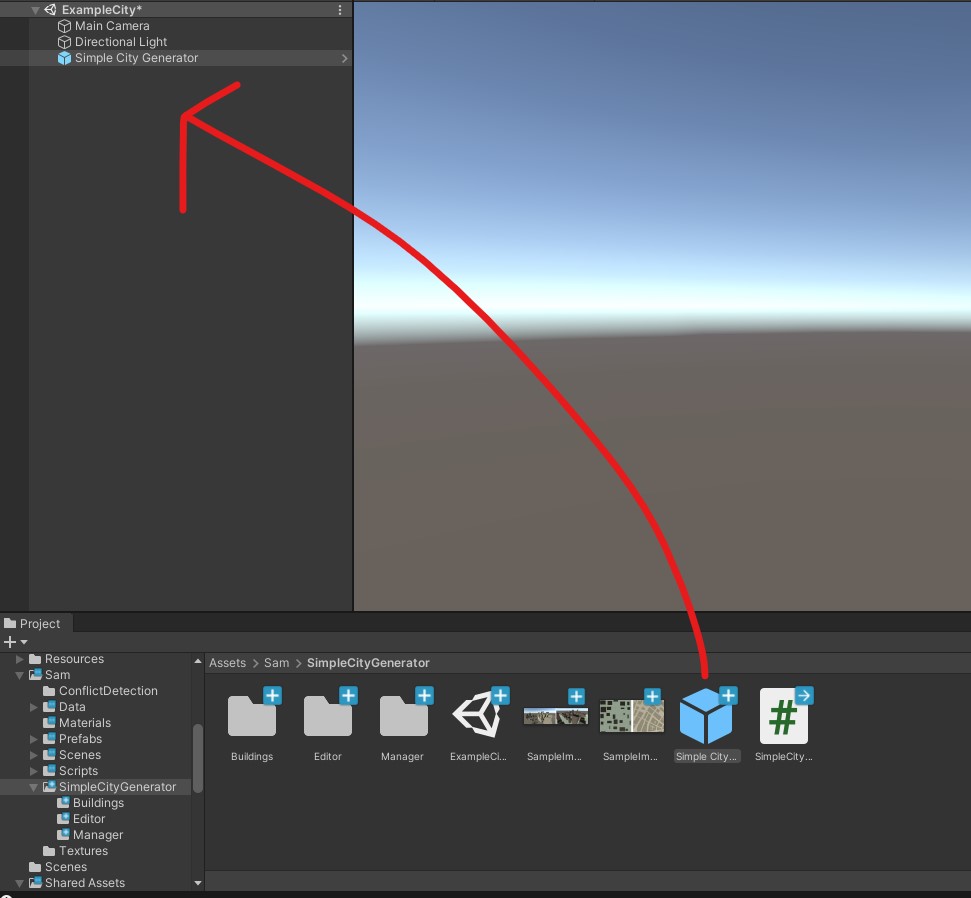 ExampleCity*
Main Camera
Directional Light
Simple City Generator
Project
Resources
Sam
ConflictDetection
Data
Materials
Prefabs
Scenes
Scripts
SimpleCityGenerator
Buildings
Editor
Manager
Textures
Scenes
Shared Assets
Assets > Sam > SimpleCityGenerator
Buildings
Editor
Manager
ExampleCi...
SampleIm...
SampleIm...
Simple City...
SimpleCity...
#